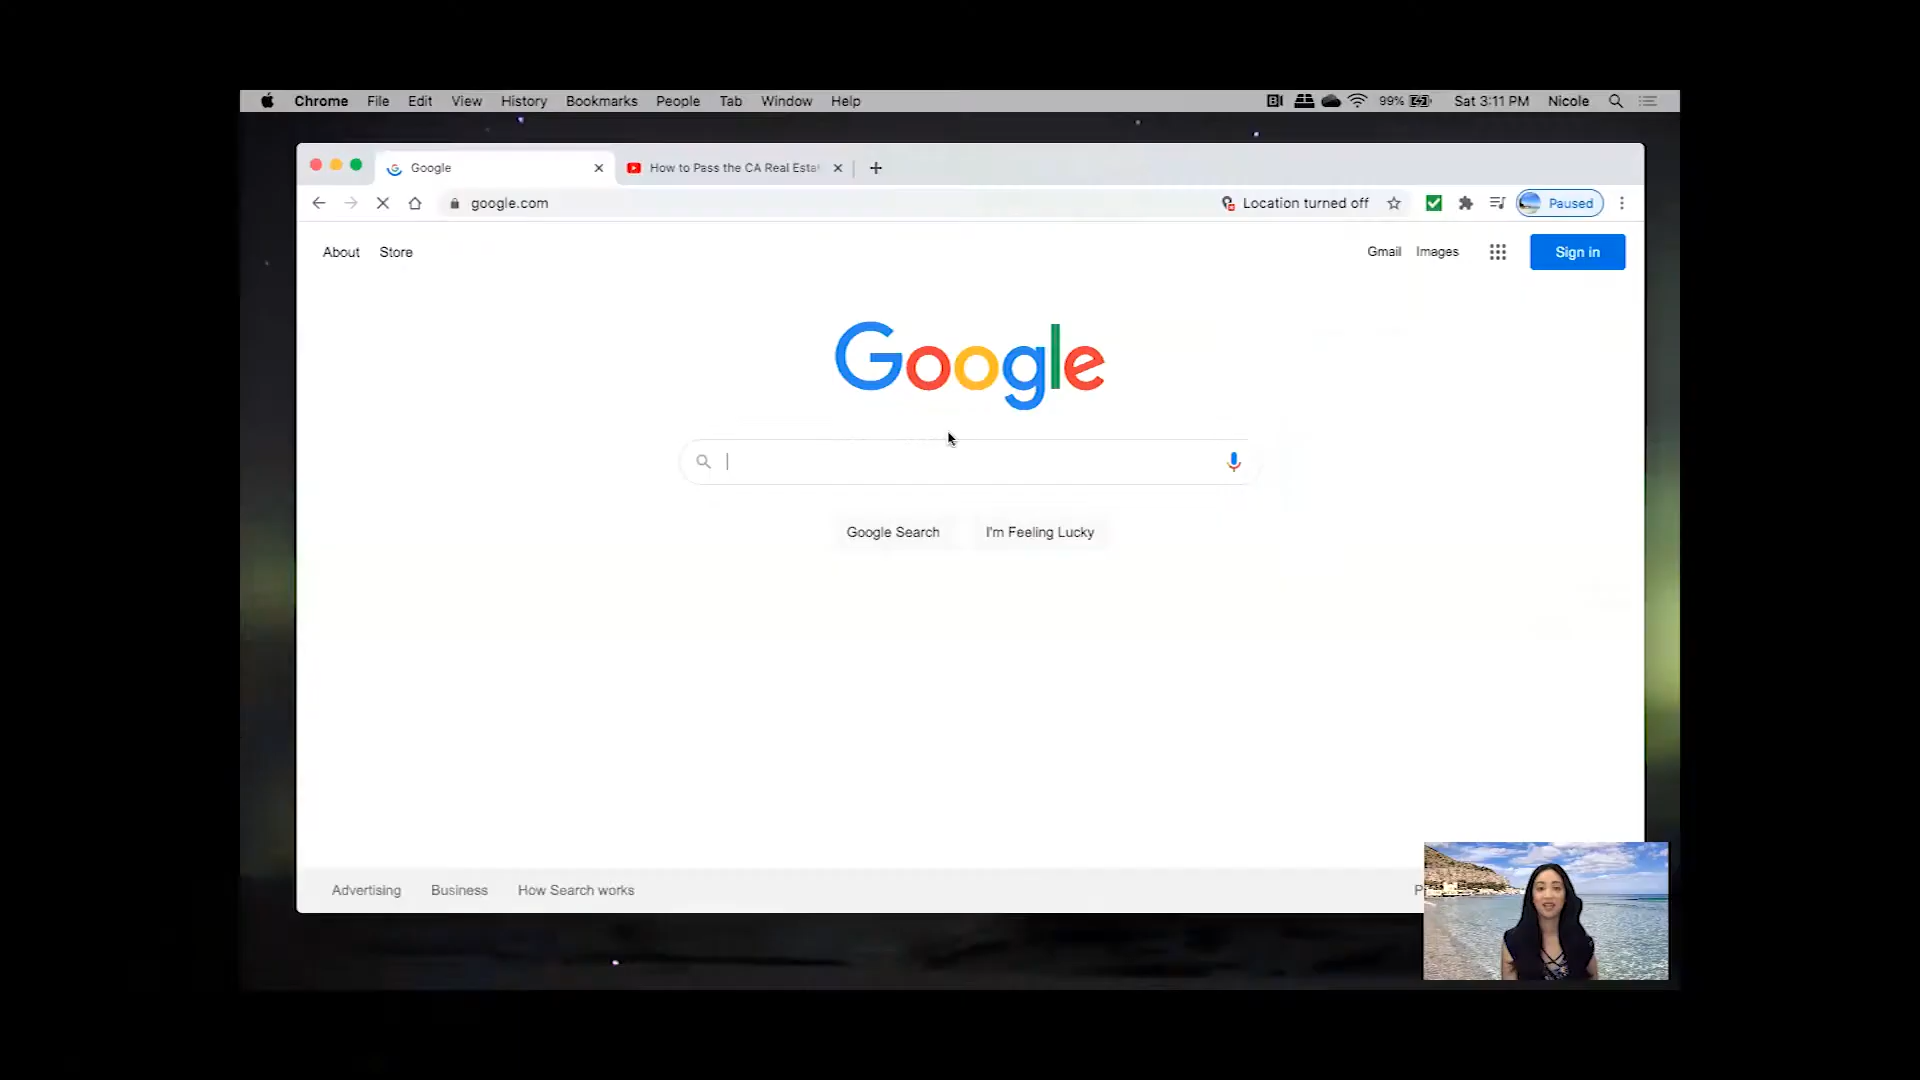 Chrome File Edit View History Bookmarks People Tab Window Help 99% Sat 3:11 PM Nicole
Google How to Pass the CA Real Esta
google.com Location turned off Paused
About Store Gmail Images Sign in
Google
Google Search I'm Feeling Lucky
Advertising Business How Search works